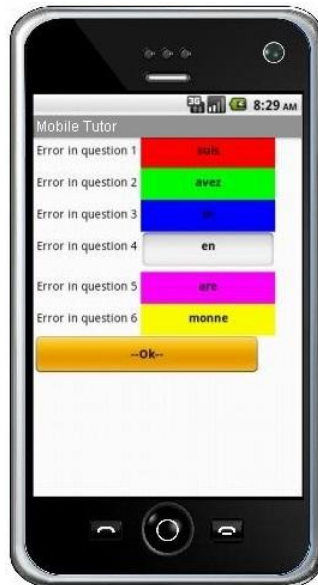 3G 8:29 AM
Mobile Tutor
Error in question 1 suis
Error in question 2 avez
Error in question 3
Error in question 4 en
Error in question 5 are
Error in question 6 monne
--Ok--